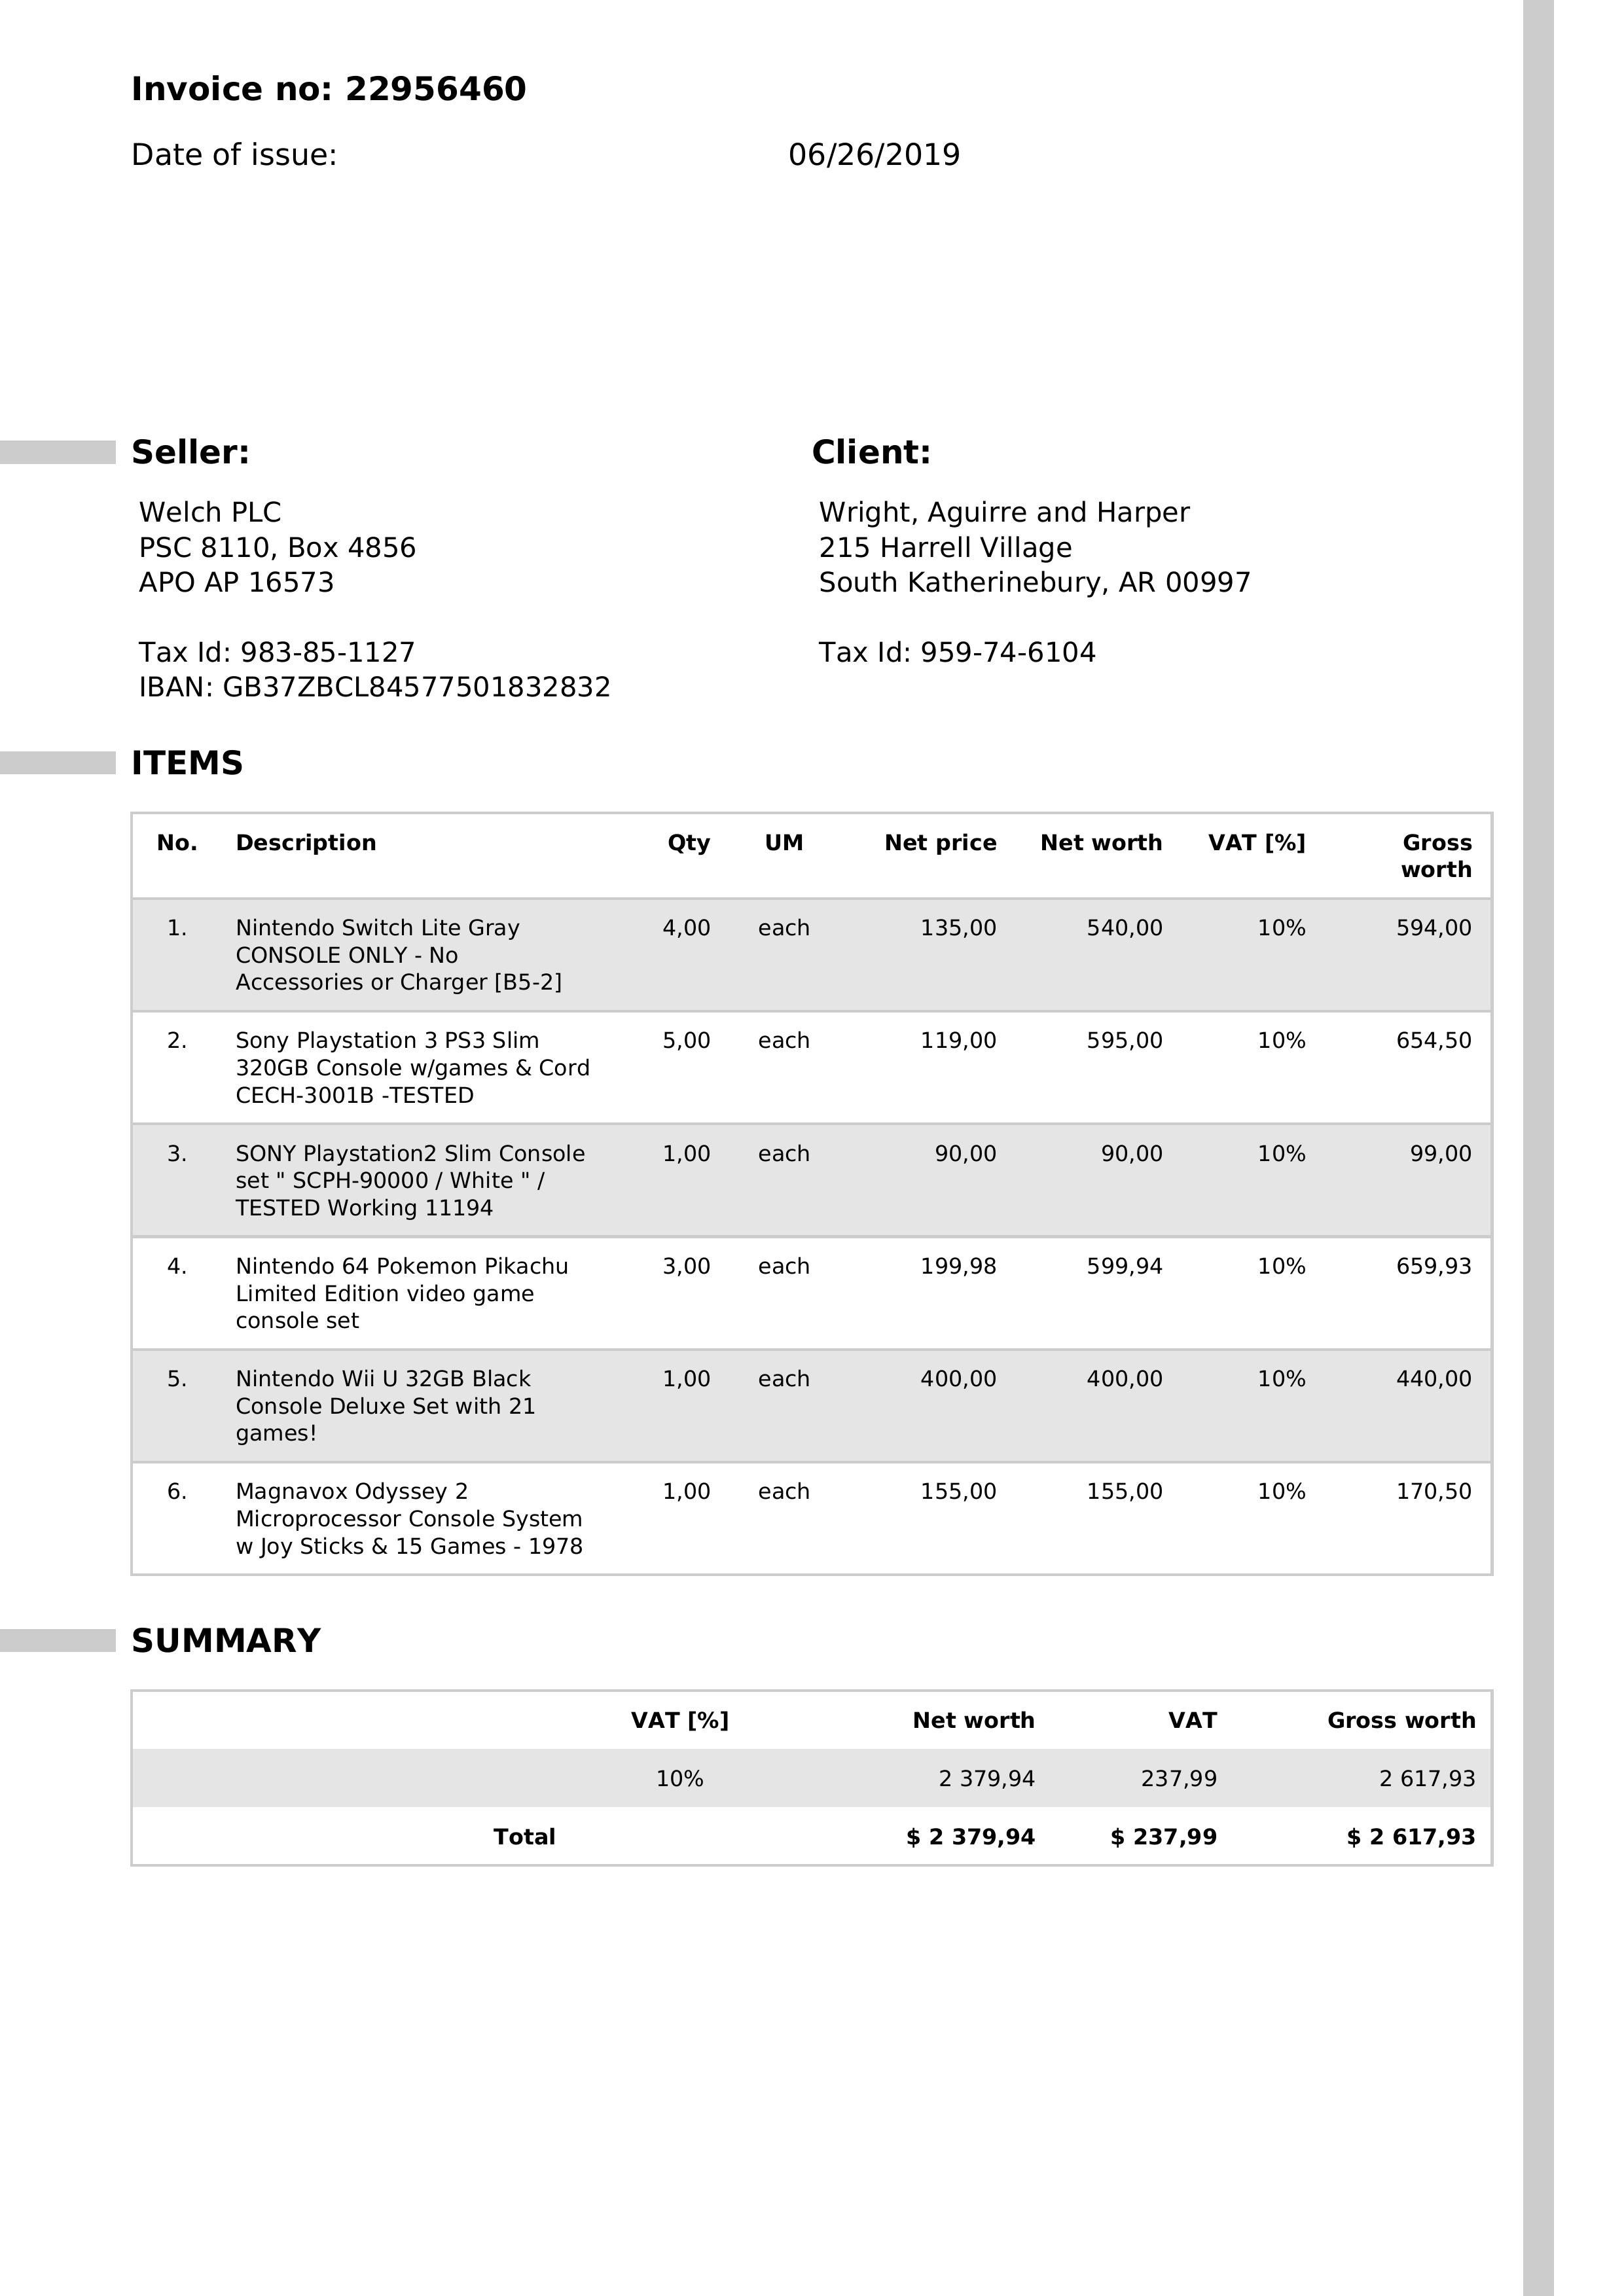 Invoice no: 22956460
Date of issue: 06/26/2019
Seller: Client:
Welch PLC Wright, Aguirre and Harper
PSC 8110, Box 4856 215 Harrell Village
APO AP 16573 South Katherinebury, AR 00997
Tax Id: 983-85-1127 Tax Id: 959-74-6104
IBAN: GB37ZBCL84577501832832
ITEMS
No. Description Qty UM Net price Net worth VAT [%] Gross
worth
1. Nintendo Switch Lite Gray 4,00 each 135,00 540,00 10% 594,00
CONSOLE ONLY - No
Accessories or Charger [B5-2]
2. Sony Playstation 3 PS3 Slim 5,00 each 119,00 595,00 10% 654,50
320GB Console w/games & Cord
CECH-3001B -TESTED
3. SONY Playstation2 Slim Console 1,00 each 90,00 90,00 10% 99,00
set " SCPH-90000 / White " /
TESTED Working 11194
4. Nintendo 64 Pokemon Pikachu 3,00 each 199,98 599,94 10% 659,93
Limited Edition video game
console set
5. Nintendo Wii U 32GB Black 1,00 each 400,00 400,00 10% 440,00
Console Deluxe Set with 21
games!
6. Magnavox Odyssey 2 1,00 each 155,00 155,00 10% 170,50
Microprocessor Console System
w Joy Sticks & 15 Games - 1978
SUMMARY
VAT [%] Net worth VAT Gross worth
10% 2 379,94 237,99 2 617,93
Total $ 2 379,94 $ 237,99 $ 2 617,93